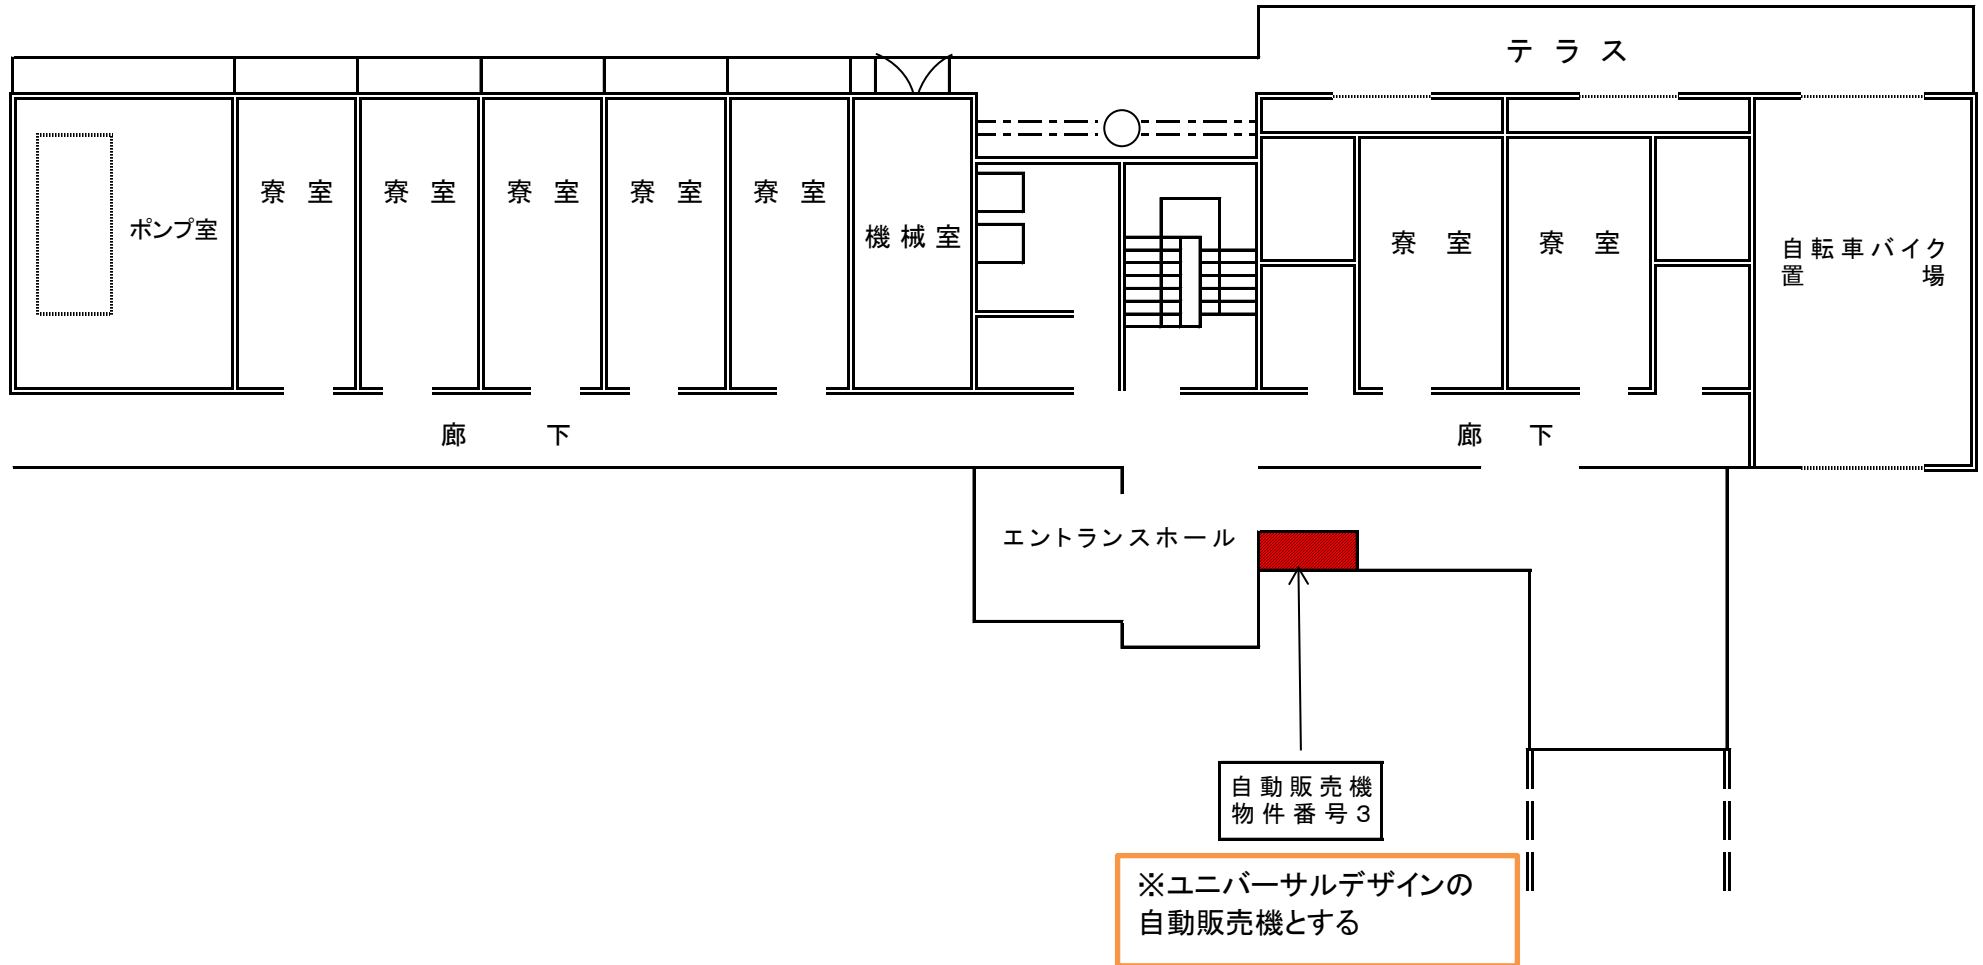 テラス
ポンプ室
寮室
寮室
寮室
寮室
寮室
機械室
寮室
寮室
自転車バイク
置場
廊下
廊下
エントランスホール
自動販売機
物件番号3
※ユニバーサルデザインの
自動販売機とする